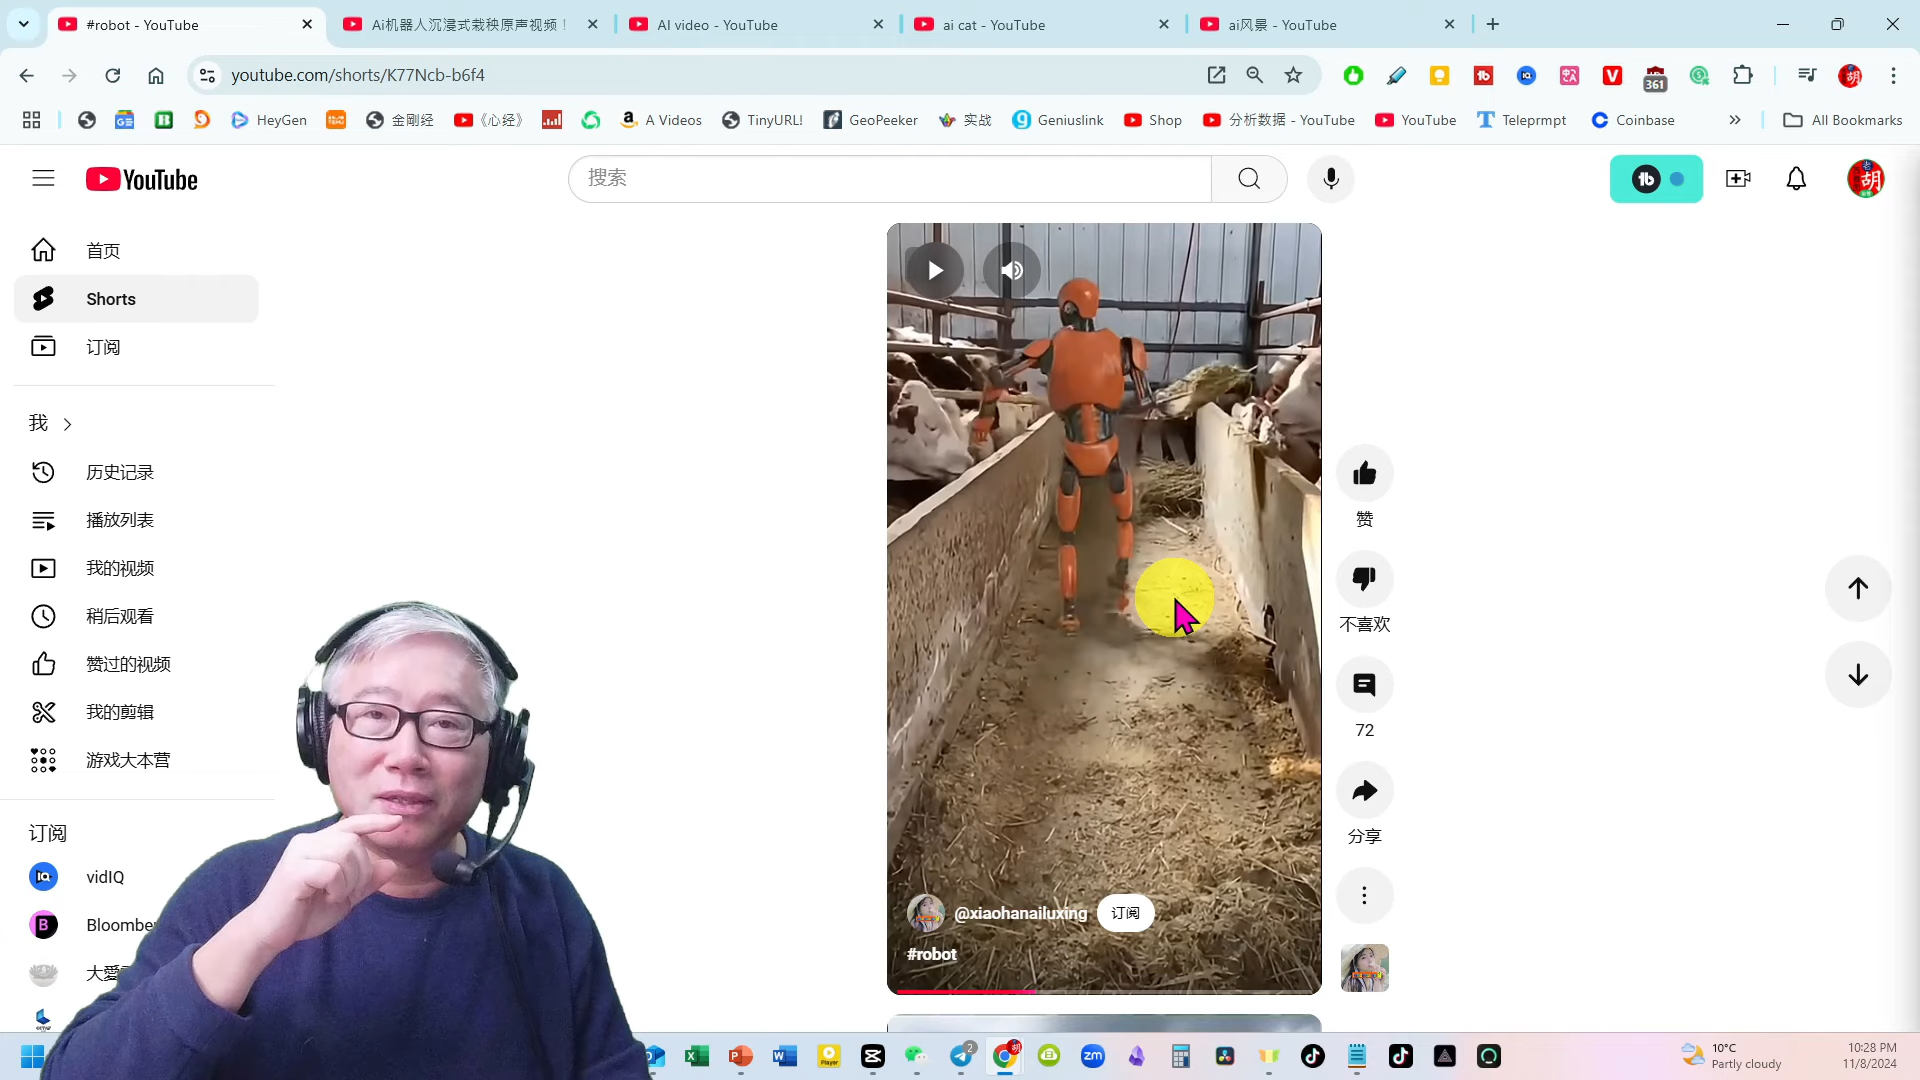 #robot - YouTube
Ai机器人沉浸式栽秧原声视频！
AI video - YouTube
ai cat - YouTube
ai风景 - YouTube
youtube.com/shorts/K77Ncb-b6f4
361
HeyGen
金刚经
《心经》
A Videos
TinyURL!
GeoPeeker
实战
Geniuslink
Shop
分析数据 - YouTube
YouTube
Teleprmpt
Coinbase
All Bookmarks
YouTube
搜索
首页
Shorts
订阅
我
历史记录
播放列表
我的视频
稍后观看
赞过的视频
我的剪辑
游戏大本营
订阅
vidIQ
赞
不喜欢
72
分享
@xiaohanailuxing
订阅
#robot
10°C
Partly cloudy
10:28 PM
11/8/2024